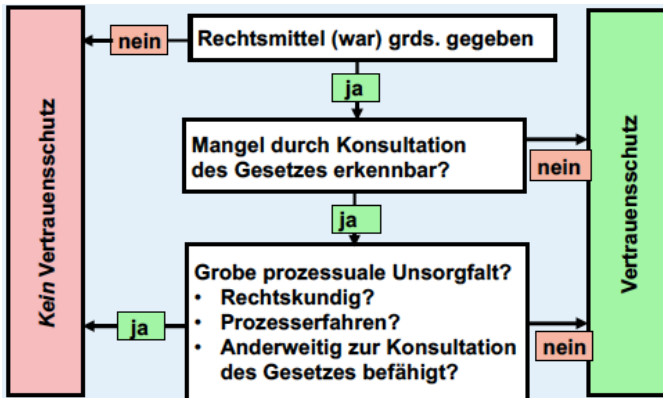 nein
Rechtsmittel (war) grds. gegeben
ja
Mangel durch Konsultation
des Gesetzes erkennbar?
nein
ja
Grobe prozessuale Unsorgfalt?
• Rechtskundig?
• Prozesserfahren?
• Anderweitig zur Konsultation
des Gesetzes befähigt?
ja
nein
Kein Vertrauensschutz
Vertrauensschutz